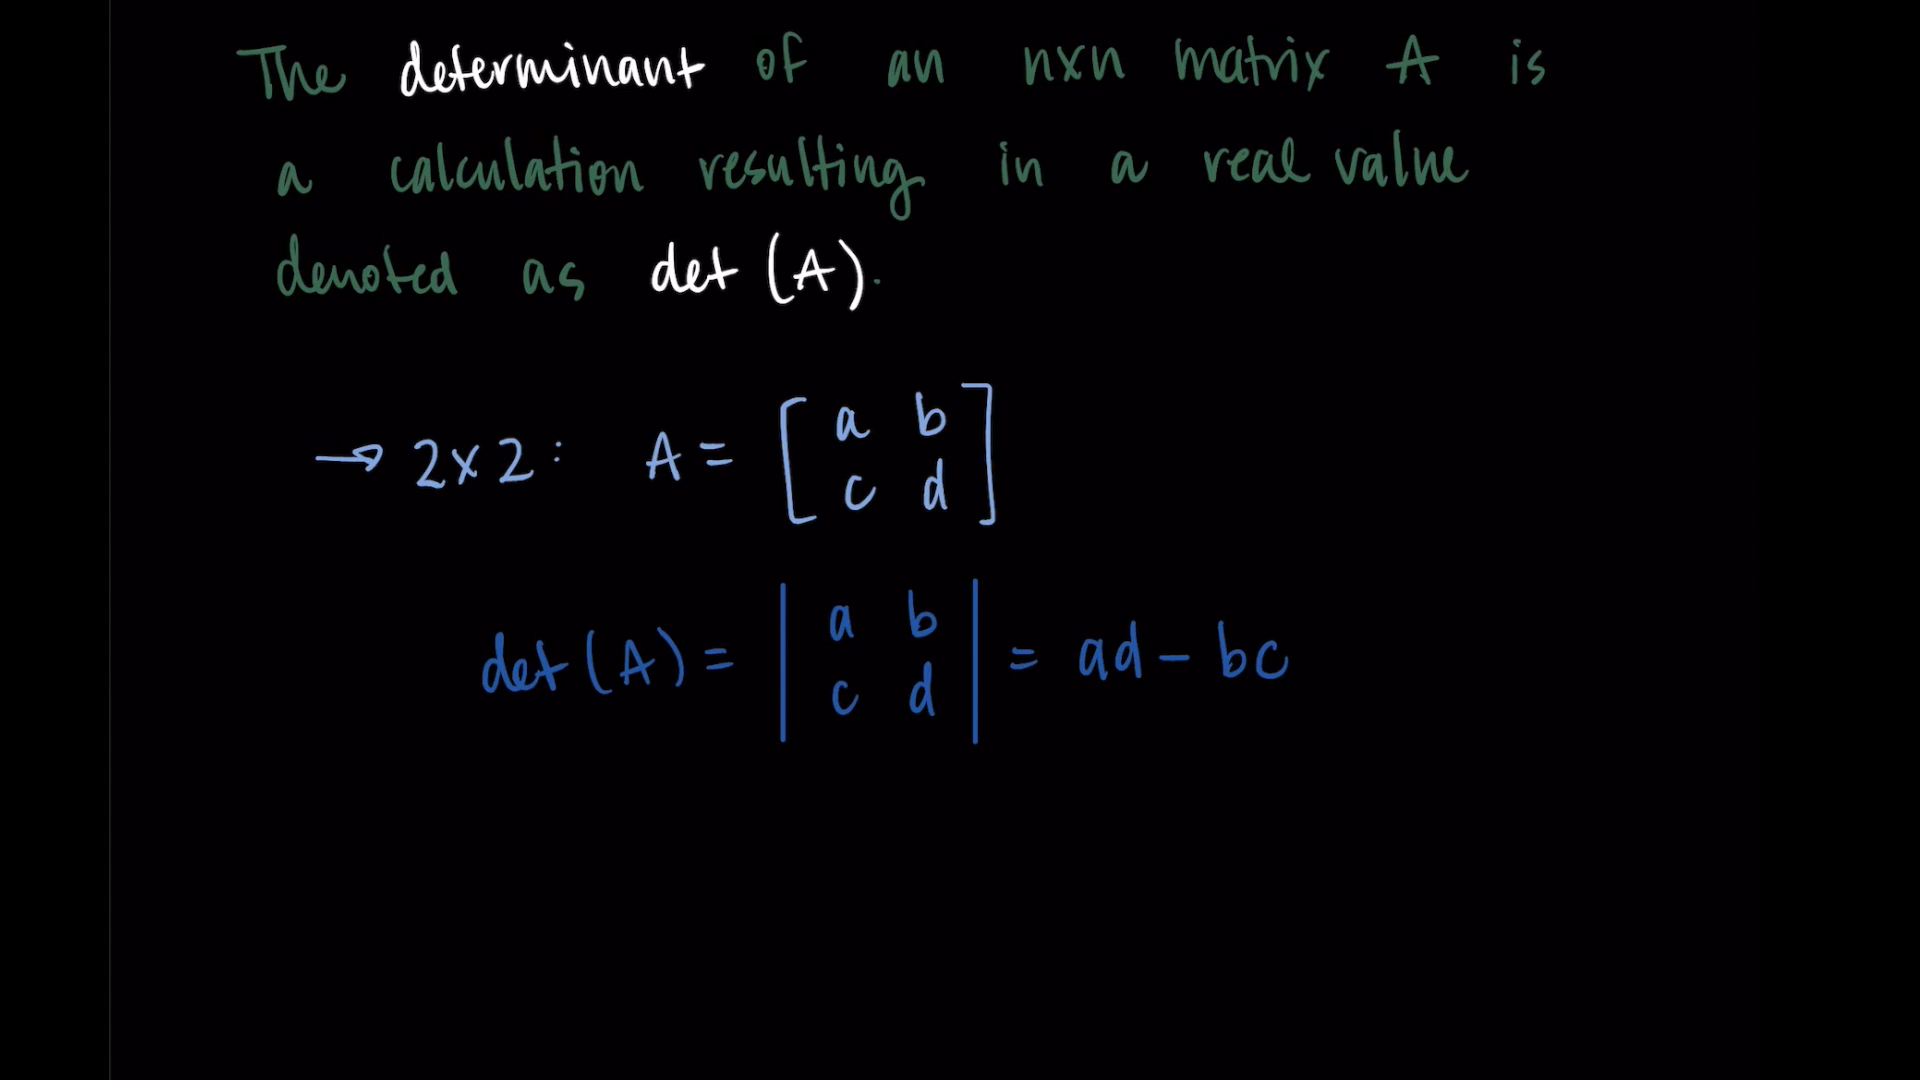 The determinant of an nxn matrix A is
a calculation resulting in a real value
denoted as det (A).
→ 2x2: A = [ a b
c d ]
det (A) = | a b
c d | = ad - bc